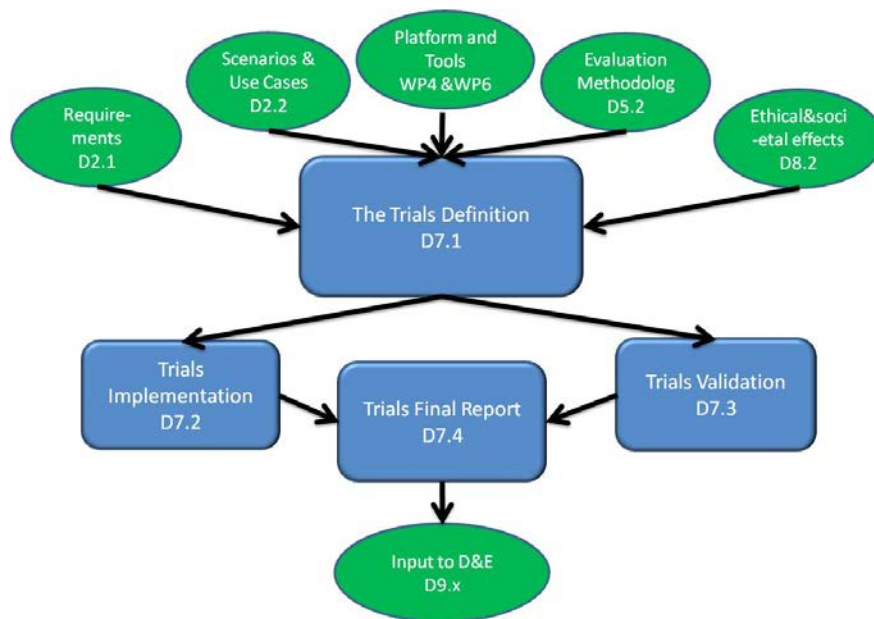 Platform and
Tools
WP4 &WP6
Scenarios &
Use Cases
D2.2
Evaluation
Methodolog
D5.2
Require-
ments
D2.1
Ethical&soci
-etal effects
D8.2
The Trials Definition
D7.1
Trials
Implementation
D7.2
Trials Final Report
D7.4
Trials Validation
D7.3
Input to D&E
D9.x